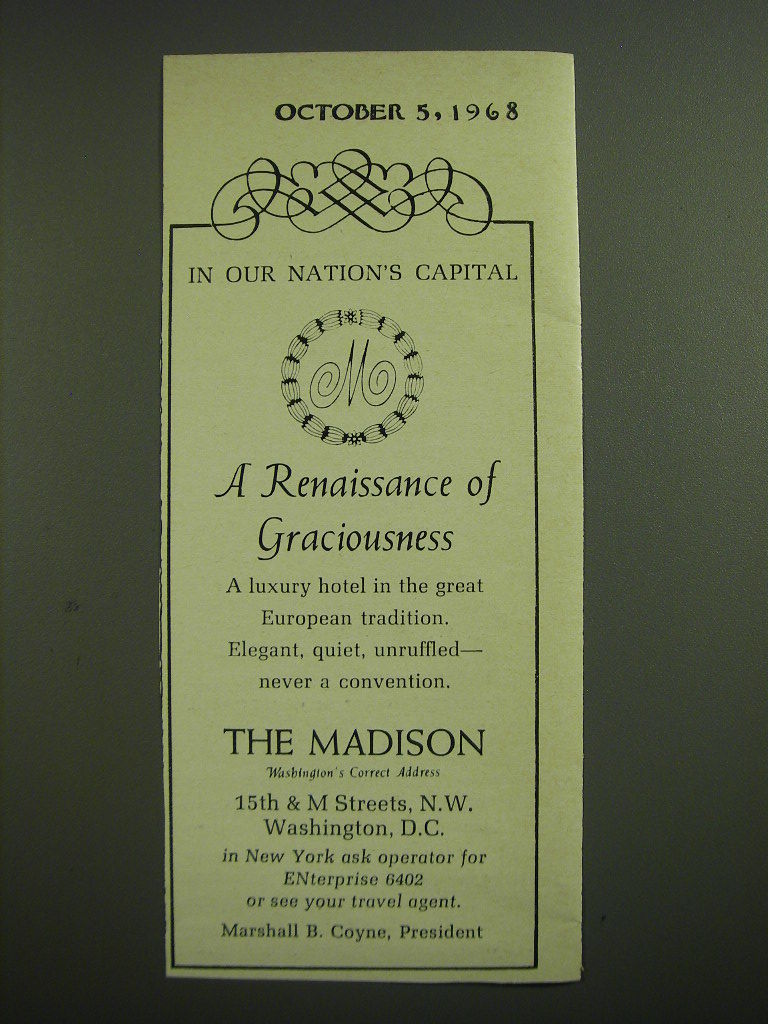 OCTOBER 5, 1968
IN OUR NATION'S CAPITAL
M
A Renaissance of
Graciousness
A luxury hotel in the great
European tradition.
Elegant, quiet, unruffled—
never a convention.
THE MADISON
Washington's Correct Address
15th & M Streets, N.W.
Washington, D.C.
in New York ask operator for
ENterprise 6402
or see your travel agent.
Marshall B. Coyne, President